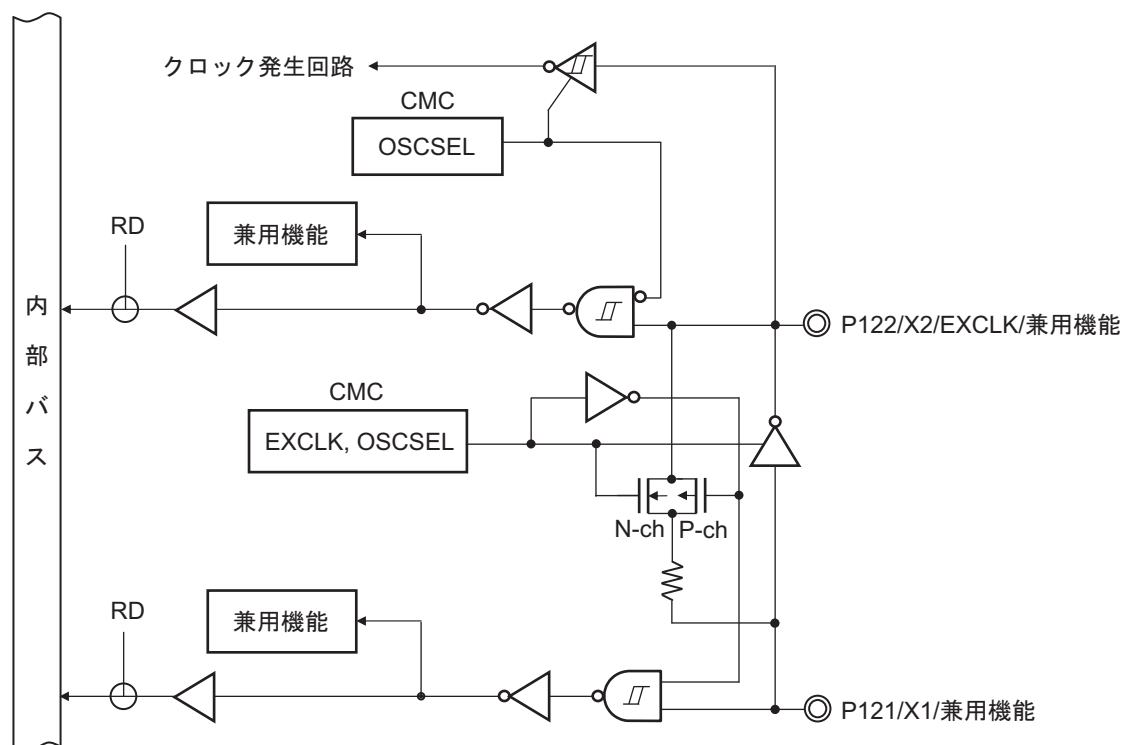 クロック発生回路
CMC
OSCSEL
RD
兼用機能
内部バス
P122/X2/EXCLK/兼用機能
CMC
EXCLK, OSCSEL
N-ch
P-ch
RD
兼用機能
P121/X1/兼用機能